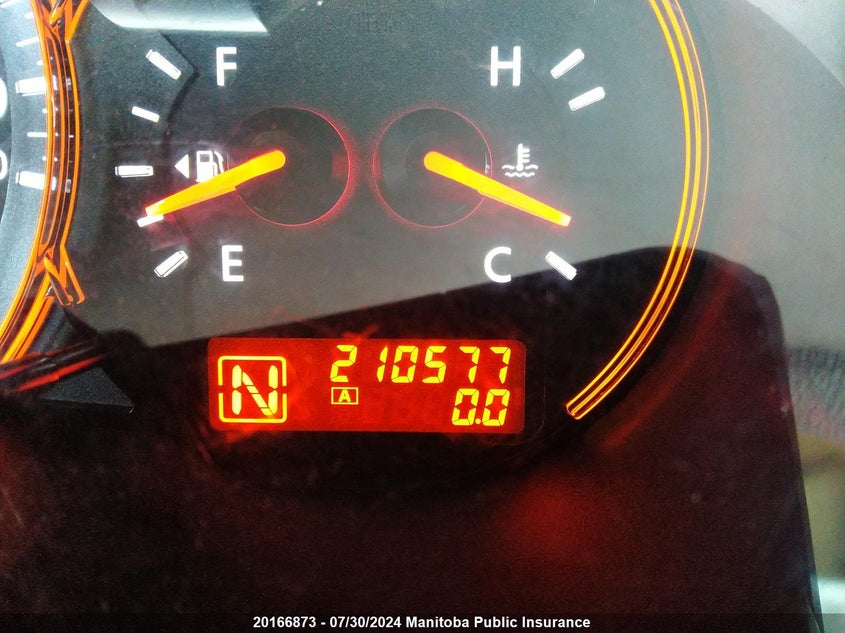 F H
E C
210577
N A 0.0
20166873 - 07/30/2024 Manitoba Public Insurance